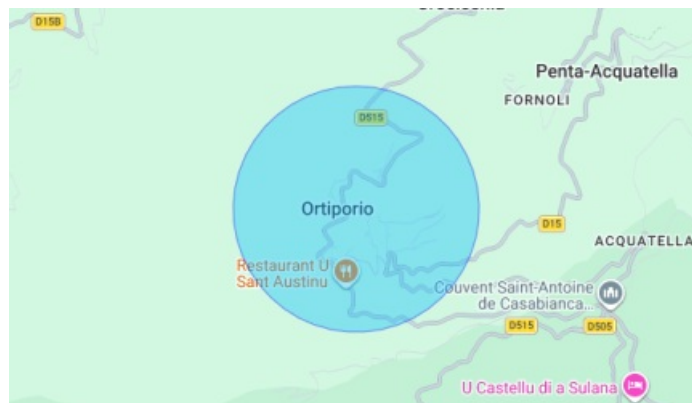 D15B
Penta-Acquatella
FORNOLI
D515
Ortiporio
D15
ACQUATELLA
Restaurant U
Sant Austinu
Couvent Saint-Antoine
de Casabianca...
D515
D505
U Castellu di a Sulana